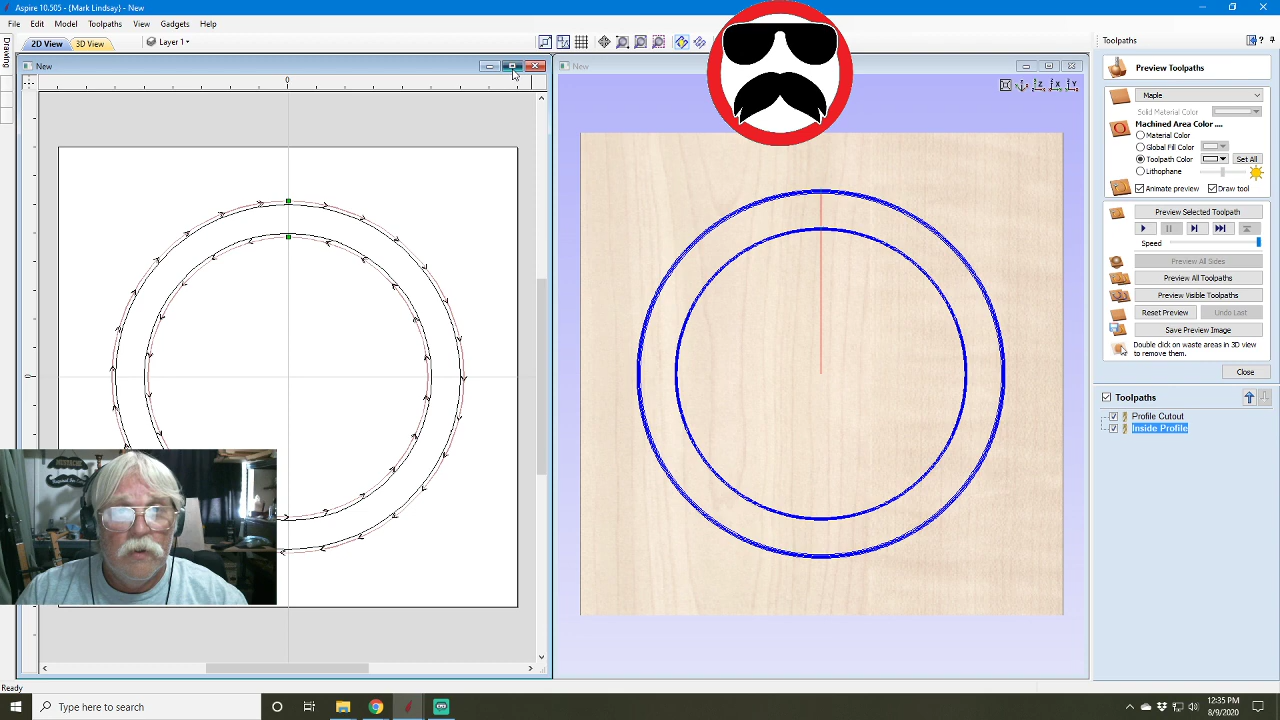 Aspire 10.505 - (Mark Lindsay) - New
File Edit Model Toolpaths View Gadgets Help
2D View 3D View Layer 1
Drawing
New
0
0
New
Toolpaths
Preview Toolpaths
Maple
Solid Material Color
Machined Area Color ....
Material Color
Global Fill Color
Toolpath Color Set All
Lithophane
Animate preview Draw tool
Preview Selected Toolpath
Speed
Preview All Sides
Preview All Toolpaths
Preview Visible Toolpaths
Reset Preview Undo Last
Save Preview Image
Double click on waste areas in 3D view
to remove them.
Close
Toolpaths
Profile Cutout
Inside Profile
Ready
Type here to search
12:35 PM
8/9/2020